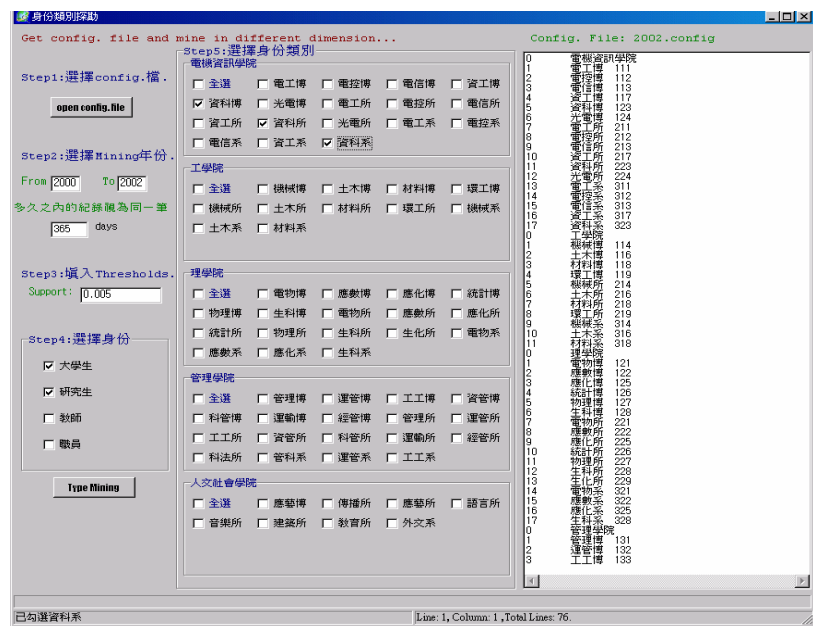 身份類別探勘
Get config. file and mine in different dimension...
Config. File: 2002.config
Step1:選擇config.檔.
open config.file
Step2:選擇Mining年份.
From 2000 To 2002
多久之內的紀錄視為同一筆
365 days
Step3:填入Thresholds.
Support: 0.005
Step4:選擇身份
大學生
研究生
教師
職員
Type Mining
Step5:選擇身份類別
電機資訊學院
全選 電工博 電控博 電信博 資工博
資科博 光電博 電工所 電控所 電信所
資工所 資科所 光電所 電工系 電控系
電信系 資工系 資科系
工學院
全選 機械博 土木博 材料博 環工博
機械所 土木所 材料所 環工所 機械系
土木系 材料系
理學院
全選 電物博 應數博 應化博 統計博
物理博 生科博 電物所 應數所 應化所
統計所 物理所 生科所 生化所 電物系
應數系 應化系 生科系
管理學院
全選 管理博 運管博 工工博 資管博
科管博 運輸博 經管博 管理所 運管所
工工所 資管所 科管所 運輸所 經管所
科法所 管科系 運管系 工工系
人文社會學院
全選 應藝博 傳播所 應藝所 語言所
音樂所 建築所 教育所 外文系
0 電機資訊學院
1 電工博 111
2 電控博 112
3 電信博 113
4 資工博 117
5 資科博 123
6 光電博 124
7 電工所 211
8 電控所 212
9 電信所 213
10 資工所 217
11 資科所 223
12 光電所 224
13 電工系 311
14 電控系 312
15 電信系 313
16 資工系 317
17 資科系 323
0 工學院
1 機械博 114
2 土木博 116
3 材料博 118
4 環工博 119
5 機械所 214
6 土木所 216
7 材料所 218
8 環工所 219
9 機械系 314
10 土木系 316
11 材料系 318
0 理學院
1 電物博 121
2 應數博 122
3 應化博 125
4 統計博 126
5 物理博 127
6 生科博 128
7 電物所 221
8 應數所 222
9 應化所 225
10 統計所 226
11 物理所 227
12 生科所 228
13 生化所 229
14 電物系 321
15 應數系 322
16 應化系 325
17 生科系 328
0 管理學院
1 管理博 131
2 運管博 132
3 工工博 133
已勾選資科系
Line: 1, Column: 1 ,Total Lines: 76.